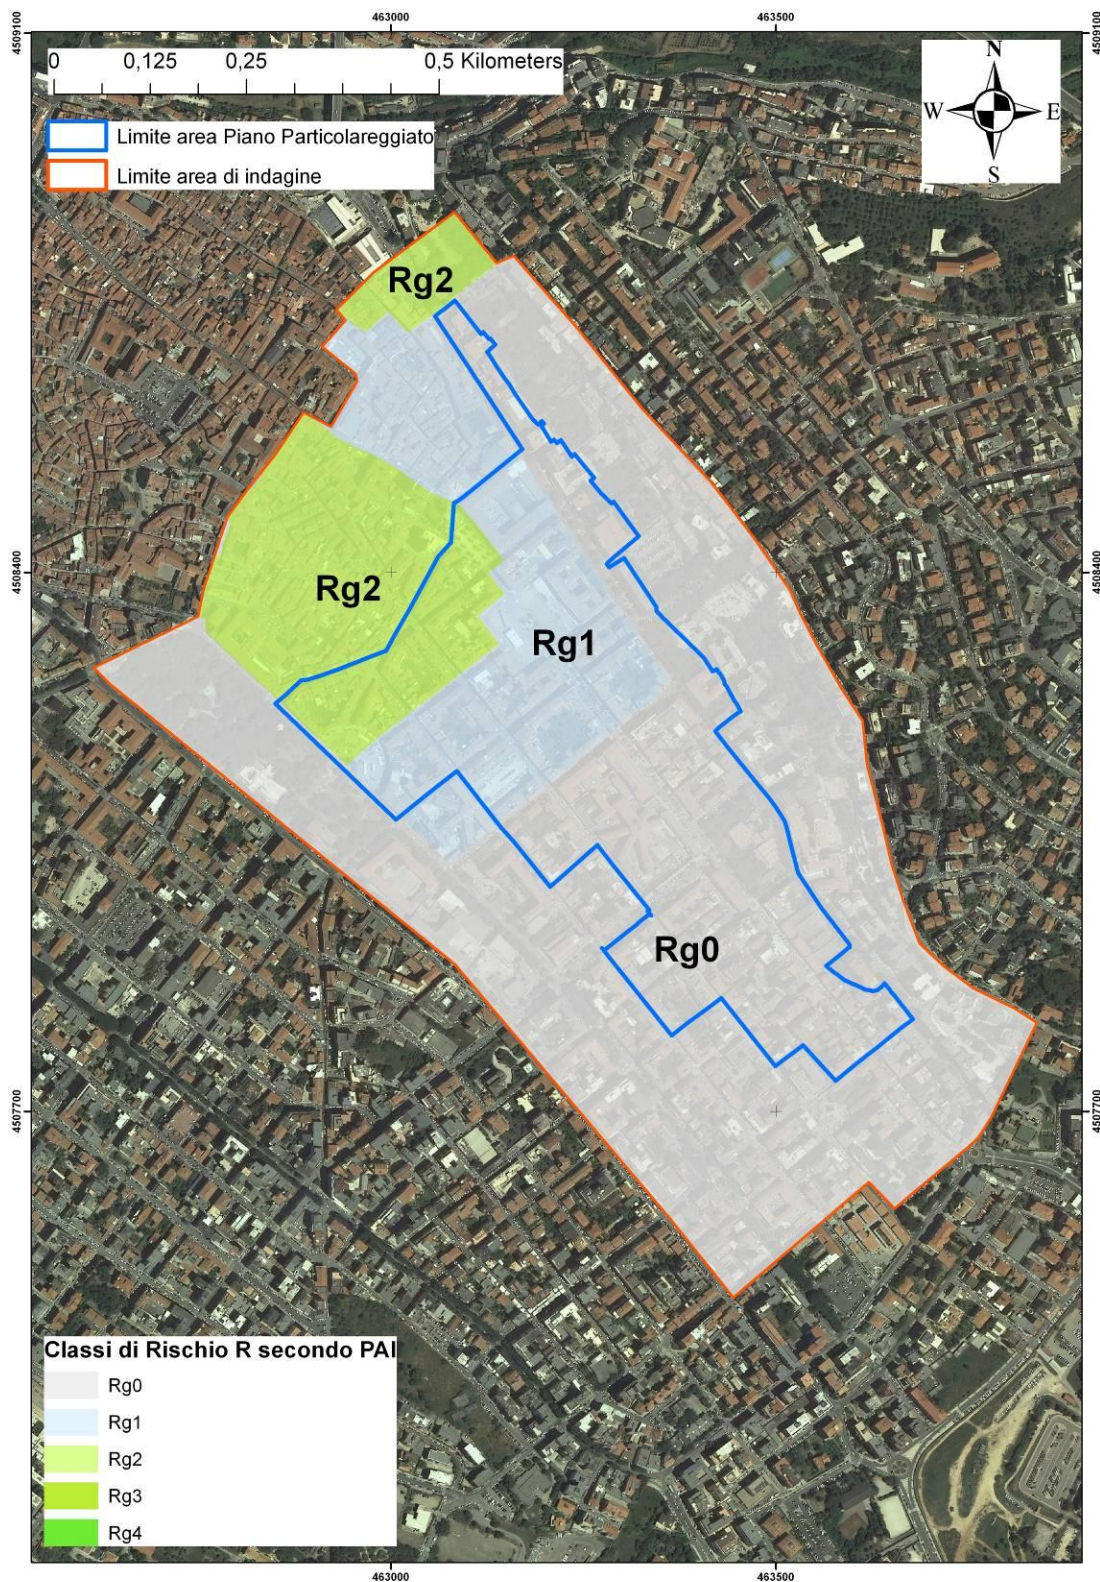 463000 463500
4509100 4509100
0 0,125 0,25 0,5 Kilometers
N
W E
S
Limite area Piano Particolareggiato
Limite area di indagine
Rg2
4508400 4508400
Rg2
Rg1
Rg0
4507700 4507700
Classi di Rischio R secondo PAI
Rg0
Rg1
Rg2
Rg3
Rg4
463000 463500